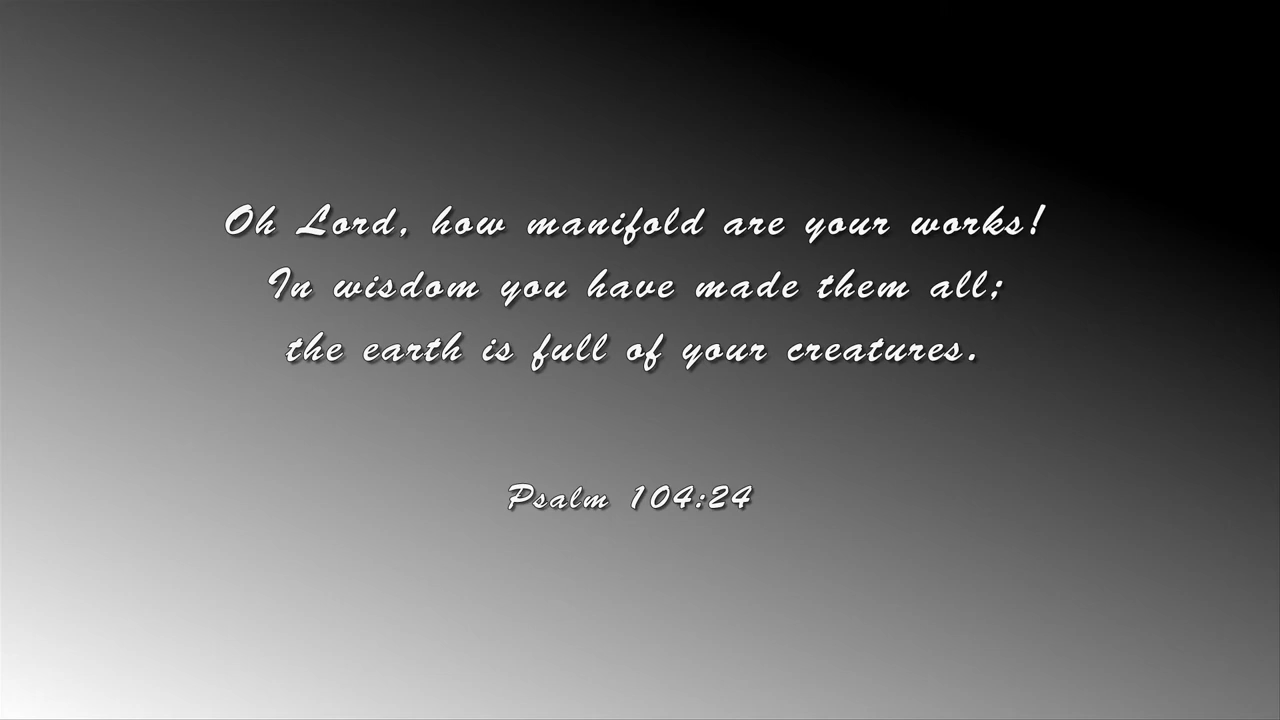 Oh Lord, how manifold are your works!
In wisdom you have made them all;
the earth is full of your creatures.
Psalm 104:24